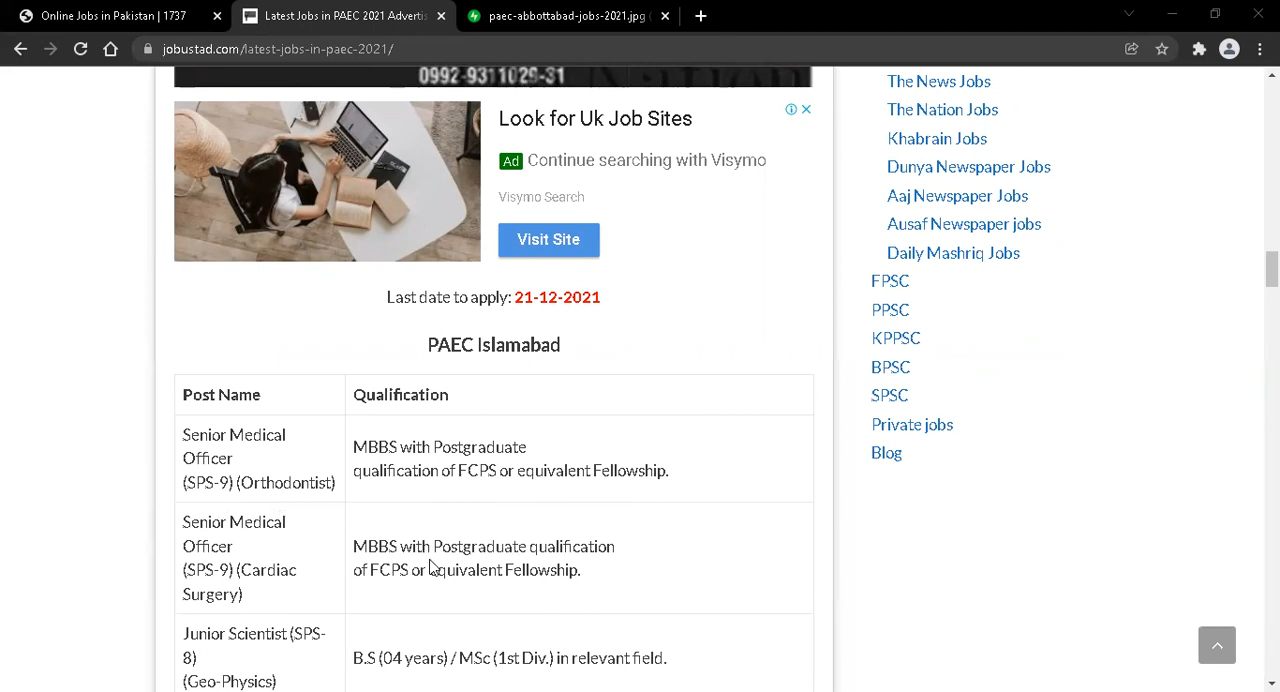 Online Jobs in Pakistan | 1737
Latest Jobs in PAEC 2021 Adverti
paec-abbottabad-jobs-2021.jpg (
jobustad.com/latest-jobs-in-paec-2021/
0992-9311029-31
Look for Uk Job Sites
Ad Continue searching with Visymo
Visymo Search
Visit Site
Last date to apply: 21-12-2021
PAEC Islamabad
Post Name
Qualification
Senior Medical
Officer
(SPS-9) (Orthodontist)
MBBS with Postgraduate
qualification of FCPS or equivalent Fellowship.
Senior Medical
Officer
(SPS-9) (Cardiac
Surgery)
MBBS with Postgraduate qualification
of FCPS or equivalent Fellowship.
Junior Scientist (SPS-
8)
(Geo-Physics)
B.S (04 years) / MSc (1st Div.) in relevant field.
The News Jobs
The Nation Jobs
Khabrain Jobs
Dunya Newspaper Jobs
Aaj Newspaper Jobs
Ausaf Newspaper jobs
Daily Mashriq Jobs
FPSC
PPSC
KPPSC
BPSC
SPSC
Private jobs
Blog